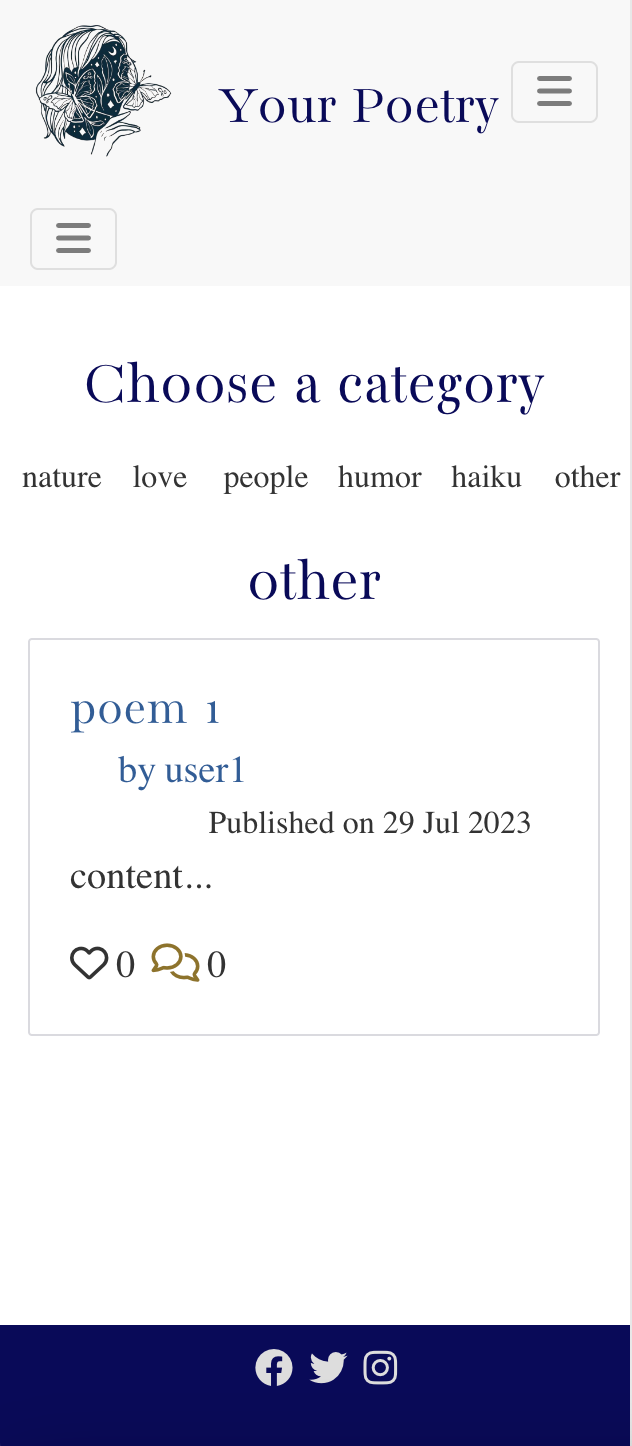 Your Poetry
Choose a category
nature love people humor haiku other
other
poem 1
by user1
Published on 29 Jul 2023
content...
0 0